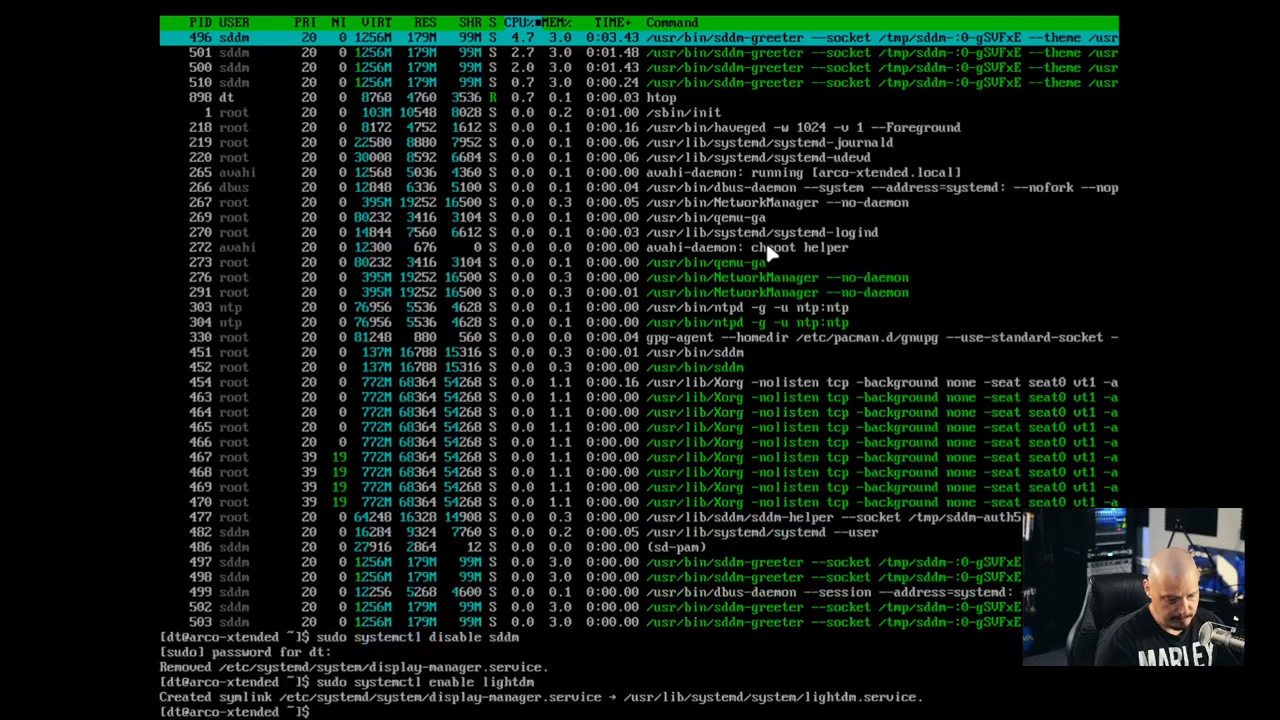 PID USER PRI NI VIRT RES SHR S CPU%▪MEM% TIME+ Command
496 sddm 20 0 1256M 179M 99M S 4.7 3.0 0:03.43 /usr/bin/sddm-greeter --socket /tmp/sddm-:0-gSVFxE --theme /usr
501 sddm 20 0 1256M 179M 99M S 2.7 3.0 0:01.48 /usr/bin/sddm-greeter --socket /tmp/sddm-:0-gSVFxE --theme /usr
500 sddm 20 0 1256M 179M 99M S 2.0 3.0 0:01.43 /usr/bin/sddm-greeter --socket /tmp/sddm-:0-gSVFxE --theme /usr
510 sddm 20 0 1256M 179M 99M S 0.7 3.0 0:00.24 /usr/bin/sddm-greeter --socket /tmp/sddm-:0-gSVFxE --theme /usr
898 dt 20 0 8768 4760 3536 R 0.7 0.1 0:00.03 htop
1 root 20 0 103M 10548 8028 S 0.0 0.2 0:01.00 /sbin/init
218 root 20 0 8172 4752 1612 S 0.0 0.1 0:00.16 /usr/bin/haveged -w 1024 -v 1 --Foreground
219 root 20 0 22580 8880 7952 S 0.0 0.1 0:00.06 /usr/lib/systemd/systemd-journald
220 root 20 0 30008 8592 6684 S 0.0 0.1 0:00.06 /usr/lib/systemd/systemd-udevd
265 avahi 20 0 12568 5036 4360 S 0.0 0.1 0:00.00 avahi-daemon: running [arco-xtended.local]
266 dbus 20 0 12848 6336 5100 S 0.0 0.1 0:00.04 /usr/bin/dbus-daemon --system --address=systemd: --nofork --nop
267 root 20 0 395M 19252 16500 S 0.0 0.3 0:00.05 /usr/bin/NetworkManager --no-daemon
269 root 20 0 80232 3416 3104 S 0.0 0.1 0:00.00 /usr/bin/qemu-ga
270 root 20 0 14844 7560 6612 S 0.0 0.1 0:00.03 /usr/lib/systemd/systemd-logind
272 avahi 20 0 12300 676 0 S 0.0 0.0 0:00.00 avahi-daemon: chroot helper
273 root 20 0 80232 3416 3104 S 0.0 0.1 0:00.00 /usr/bin/qemu-ga
276 root 20 0 395M 19252 16500 S 0.0 0.3 0:00.00 /usr/bin/NetworkManager --no-daemon
291 root 20 0 395M 19252 16500 S 0.0 0.3 0:00.01 /usr/bin/NetworkManager --no-daemon
303 ntp 20 0 76956 5536 4628 S 0.0 0.1 0:00.00 /usr/bin/ntpd -g -u ntp:ntp
304 ntp 20 0 76956 5536 4628 S 0.0 0.1 0:00.00 /usr/bin/ntpd -g -u ntp:ntp
330 root 20 0 81248 880 560 S 0.0 0.0 0:00.04 gpg-agent --homedir /etc/pacman.d/gnupg --use-standard-socket -
451 root 20 0 137M 16788 15316 S 0.0 0.3 0:00.01 /usr/bin/sddm
452 root 20 0 137M 16788 15316 S 0.0 0.3 0:00.00 /usr/bin/sddm
454 root 20 0 772M 68364 54268 S 0.0 1.1 0:00.16 /usr/lib/Xorg -nolisten tcp -background none -seat seat0 vt1 -a
463 root 20 0 772M 68364 54268 S 0.0 1.1 0:00.00 /usr/lib/Xorg -nolisten tcp -background none -seat seat0 vt1 -a
464 root 20 0 772M 68364 54268 S 0.0 1.1 0:00.00 /usr/lib/Xorg -nolisten tcp -background none -seat seat0 vt1 -a
465 root 20 0 772M 68364 54268 S 0.0 1.1 0:00.00 /usr/lib/Xorg -nolisten tcp -background none -seat seat0 vt1 -a
466 root 20 0 772M 68364 54268 S 0.0 1.1 0:00.00 /usr/lib/Xorg -nolisten tcp -background none -seat seat0 vt1 -a
467 root 39 19 772M 68364 54268 S 0.0 1.1 0:00.00 /usr/lib/Xorg -nolisten tcp -background none -seat seat0 vt1 -a
468 root 39 19 772M 68364 54268 S 0.0 1.1 0:00.00 /usr/lib/Xorg -nolisten tcp -background none -seat seat0 vt1 -a
469 root 39 19 772M 68364 54268 S 0.0 1.1 0:00.00 /usr/lib/Xorg -nolisten tcp -background none -seat seat0 vt1 -a
470 root 39 19 772M 68364 54268 S 0.0 1.1 0:00.00 /usr/lib/Xorg -nolisten tcp -background none -seat seat0 vt1 -a
477 root 20 0 64248 16328 14908 S 0.0 0.3 0:00.00 /usr/lib/sddm/sddm-helper --socket /tmp/sddm-auth5
482 root 20 0 16284 9324 7760 S 0.0 0.2 0:00.05 /usr/lib/systemd/systemd --user
486 root 20 0 27916 2864 12 S 0.0 0.0 0:00.00 (sd-pam)
497 sddm 20 0 1256M 179M 99M S 0.0 3.0 0:00.00 /usr/bin/sddm-greeter --socket /tmp/sddm-:0-gSVFxE
498 sddm 20 0 1256M 179M 99M S 0.0 3.0 0:00.00 /usr/bin/sddm-greeter --socket /tmp/sddm-:0-gSVFxE
499 sddm 20 0 12256 5268 4600 S 0.0 0.1 0:00.00 /usr/bin/dbus-daemon --session --address=systemd:
502 sddm 20 0 1256M 179M 99M S 0.0 3.0 0:00.00 /usr/bin/sddm-greeter --socket /tmp/sddm-:0-gSVFxE
503 sddm 20 0 1256M 179M 99M S 0.0 3.0 0:00.00 /usr/bin/sddm-greeter --socket /tmp/sddm-:0-gSVFxE
[dt@arco-xtended ~]$ sudo systemctl disable sddm
[sudo] password for dt:
Removed /etc/systemd/system/display-manager.service.
[dt@arco-xtended ~]$ sudo systemctl enable lightdm
Created symlink /etc/systemd/system/display-manager.service → /usr/lib/systemd/system/lightdm.service.
[dt@arco-xtended ~]$
MARLEY